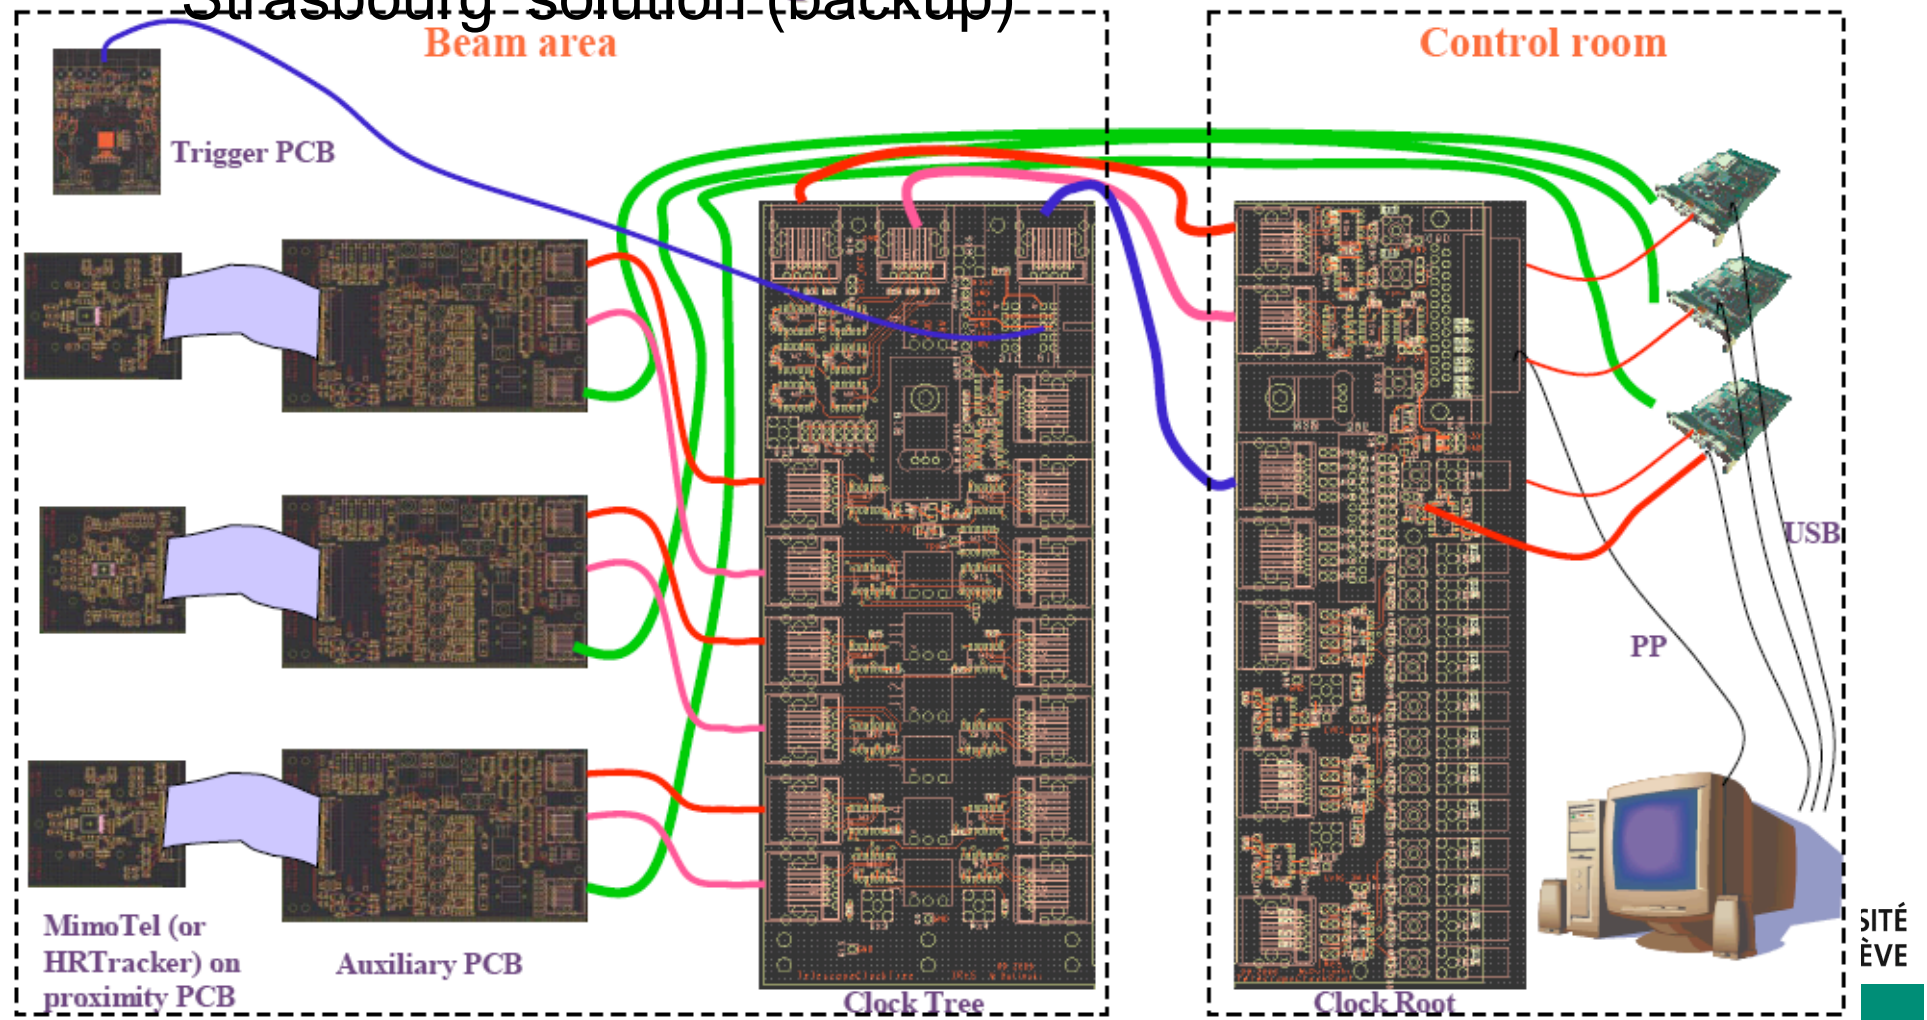 Strasbourg solution (backup)
Beam area
Control room
Trigger PCB
USB
PP
MimoTel (or
HRTracker) on
proximity PCB
Auxiliary PCB
Clock Tree
Clock Root
SITÉ
ÈVE